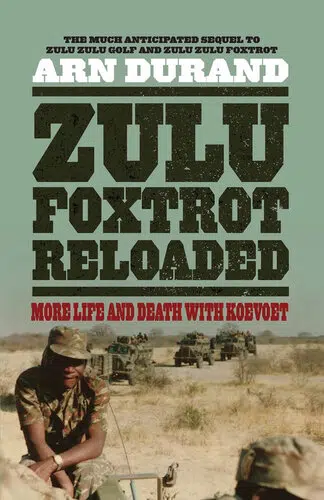 THE MUCH ANTICIPATED SEQUEL TO
ZULU ZULU GOLF AND ZULU ZULU FOXTROT
ARN DURAND
ZULU
FOXTROT
RELOADED
MORE LIFE AND DEATH WITH KOEVOET